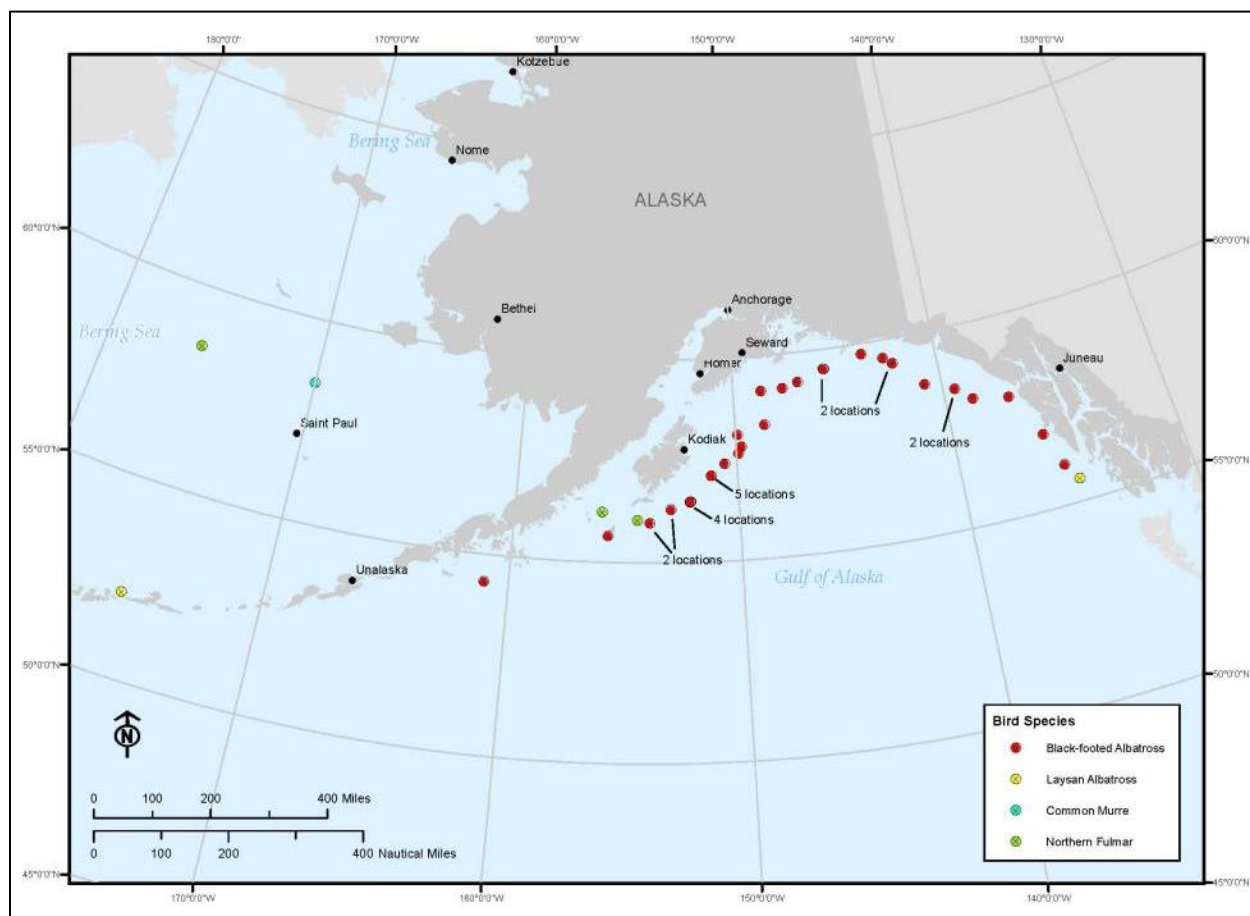 180°0'0"
170°0'0"W
160°0'0"W
150°0'0"W
140°0'0"W
130°0'0"W
Kotzebue
Bering Sea
Nome
ALASKA
60°0'0"N
60°0'0"N
Bethel
Anchorage
Bering Sea
Seward
Homer
Juneau
2 locations
Saint Paul
2 locations
Kodiak
55°0'0"N
55°0'0"N
5 locations
4 locations
2 locations
Unalaska
Gulf of Alaska
50°0'0"N
50°0'0"N
N
Bird Species
Black-footed Albatross
Laysan Albatross
Common Murre
Northern Fulmar
0 100 200 400 Miles
0 100 200 400 Nautical Miles
45°0'0"N
45°0'0"N
170°0'0"W
160°0'0"W
150°0'0"W
140°0'0"W